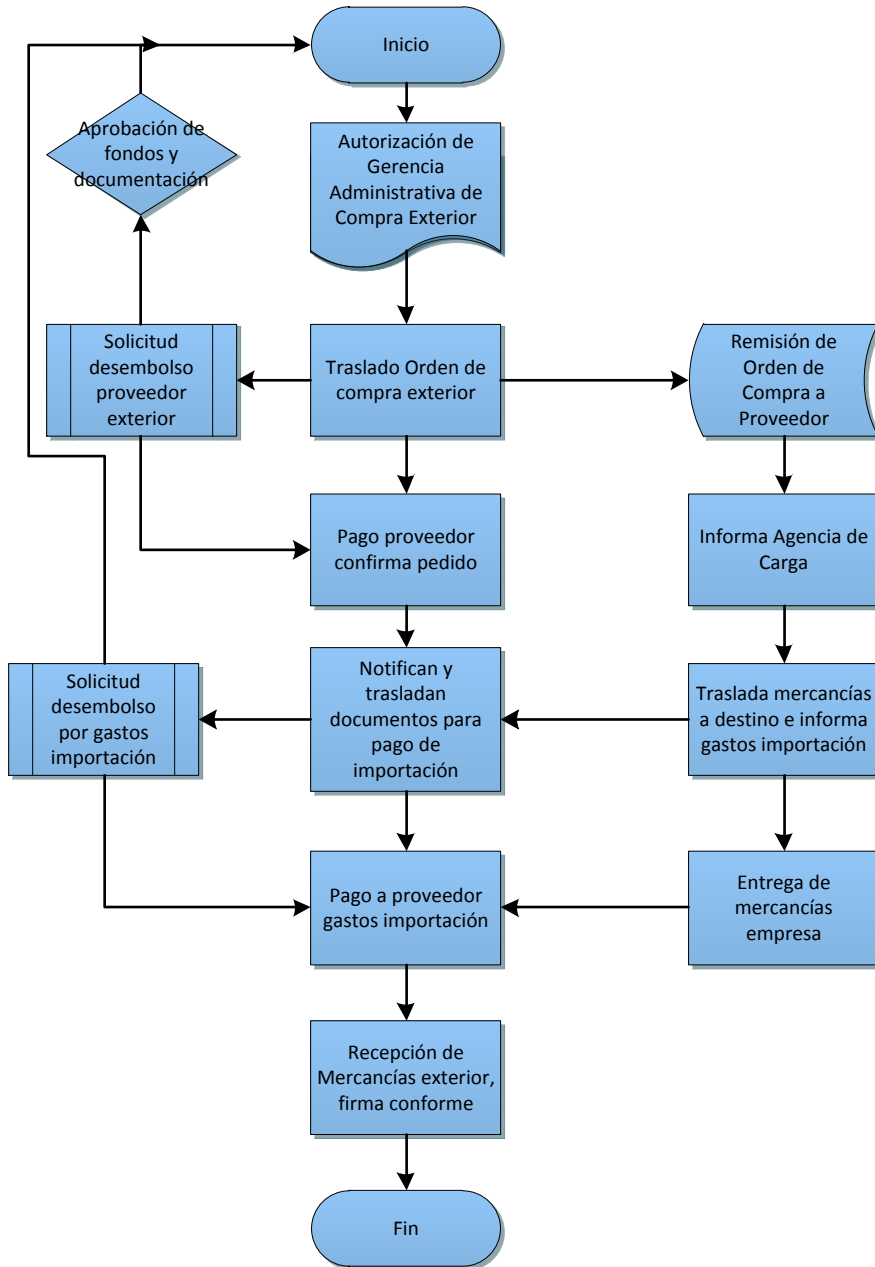 Inicio
Aprobación de
fondos y
documentación
Autorización de
Gerencia
Administrativa de
Compra Exterior
Solicitud
desembolso
proveedor
exterior
Traslado Orden de
compra exterior
Remisión de
Orden de
Compra a
Proveedor
Pago proveedor
confirma pedido
Informa Agencia de
Carga
Solicitud
desembolso
por gastos
importación
Notifican y
trasladan
documentos para
pago de
importación
Traslada mercancías
a destino e informa
gastos importación
Pago a proveedor
gastos importación
Entrega de
mercancías
empresa
Recepción de
Mercancías exterior,
firma conforme
Fin